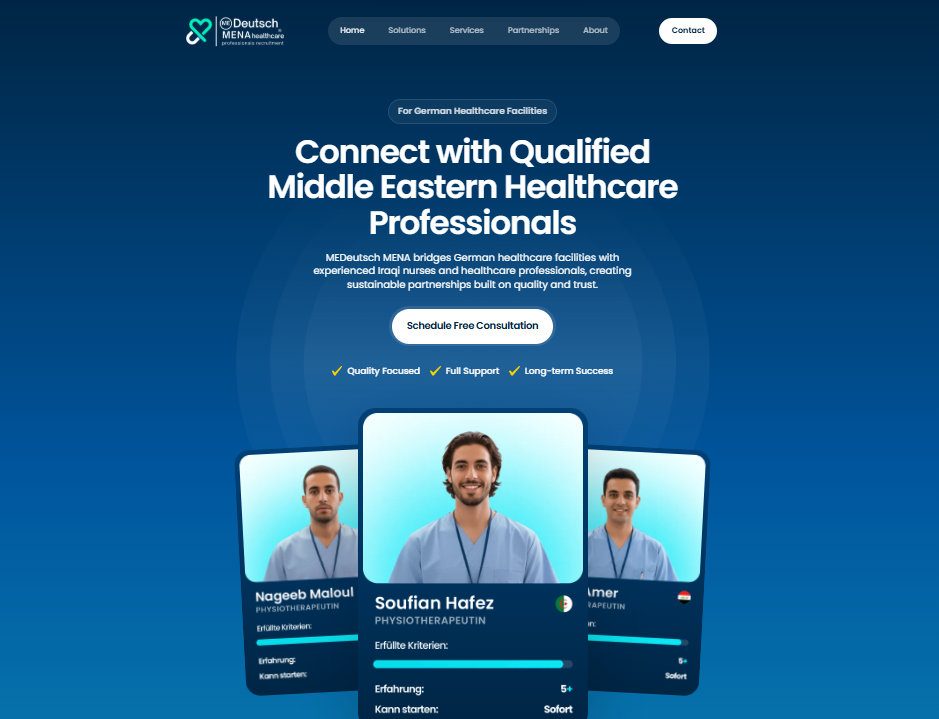 ME Deutsch
MENA healthcare
professionals recruitment
Home
Solutions
Services
Partnerships
About
Contact
For German Healthcare Facilities
Connect with Qualified
Middle Eastern Healthcare
Professionals
MEDeutsch MENA bridges German healthcare facilities with
experienced Iraqi nurses and healthcare professionals, creating
sustainable partnerships built on quality and trust.
Schedule Free Consultation
Quality Focused
Full Support
Long-term Success
Nageeb Maloul
PHYSIOTHERAPEUTIN
Erfüllte Kriterien:
Erfahrung:
Kann starten:
Soufian Hafez
PHYSIOTHERAPEUTIN
Erfüllte Kriterien:
Erfahrung: 5+
Kann starten: Sofort
Amer
RAPEUTIN
en:
5+
Sofort